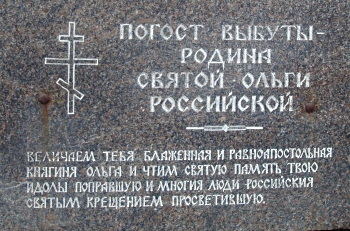 ПОГОСТ ВЫБУТЫ-
РОДИНА
СВЯТОЙ · ОЛЬГИ
РОССИЙСКОЙ
ВЕЛИЧАЕМ ТЕБЯ БЛАЖЕННАЯ И РАВНОАПОСТОЛЬНАЯ
КНЯГИНЯ ОЛЬГА И ЧТИМ СВЯТУЮ ПАМЯТЬ ТВОЮ
ИДОЛЫ ПОПРАВШУЮ И МНОГИЯ ЛЮДИ РОССИЙСКИЯ
СВЯТЫМ КРЕЩЕНИЕМ ПРОСВЕТИВШУЮ.